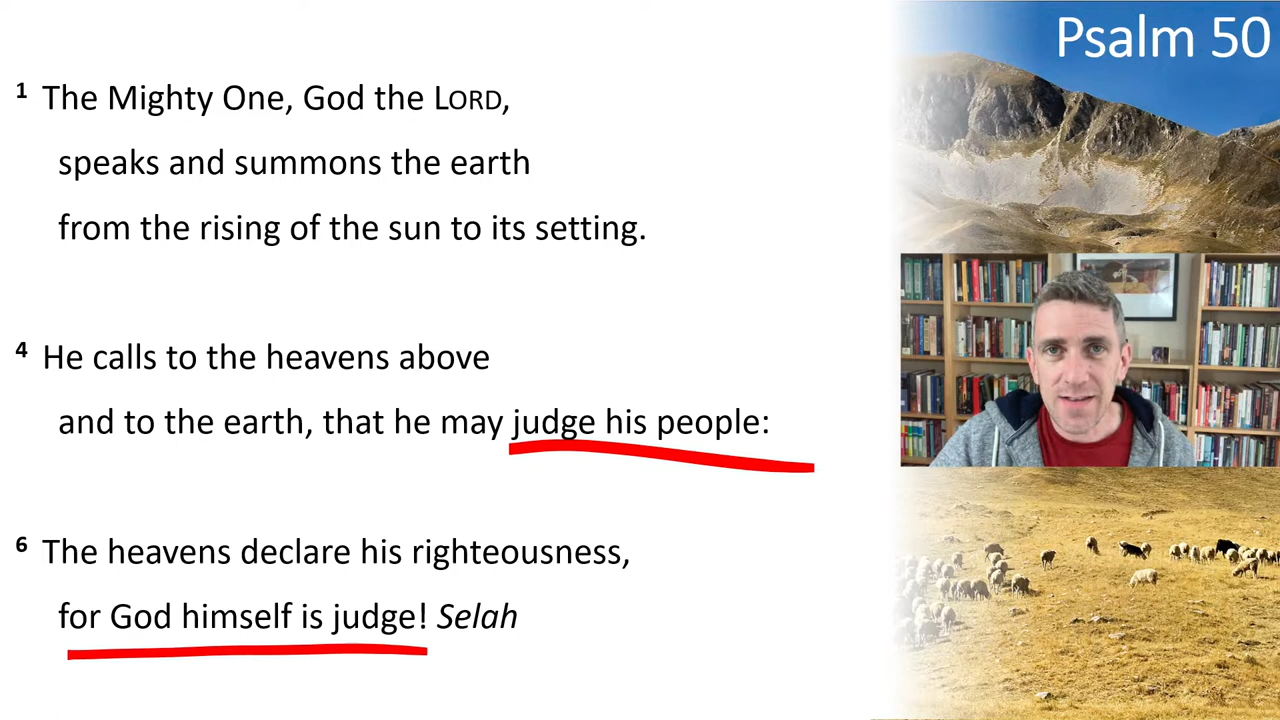 Psalm 50
1 The Mighty One, God the LORD,
speaks and summons the earth
from the rising of the sun to its setting.
4 He calls to the heavens above
and to the earth, that he may judge his people:
6 The heavens declare his righteousness,
for God himself is judge! Selah